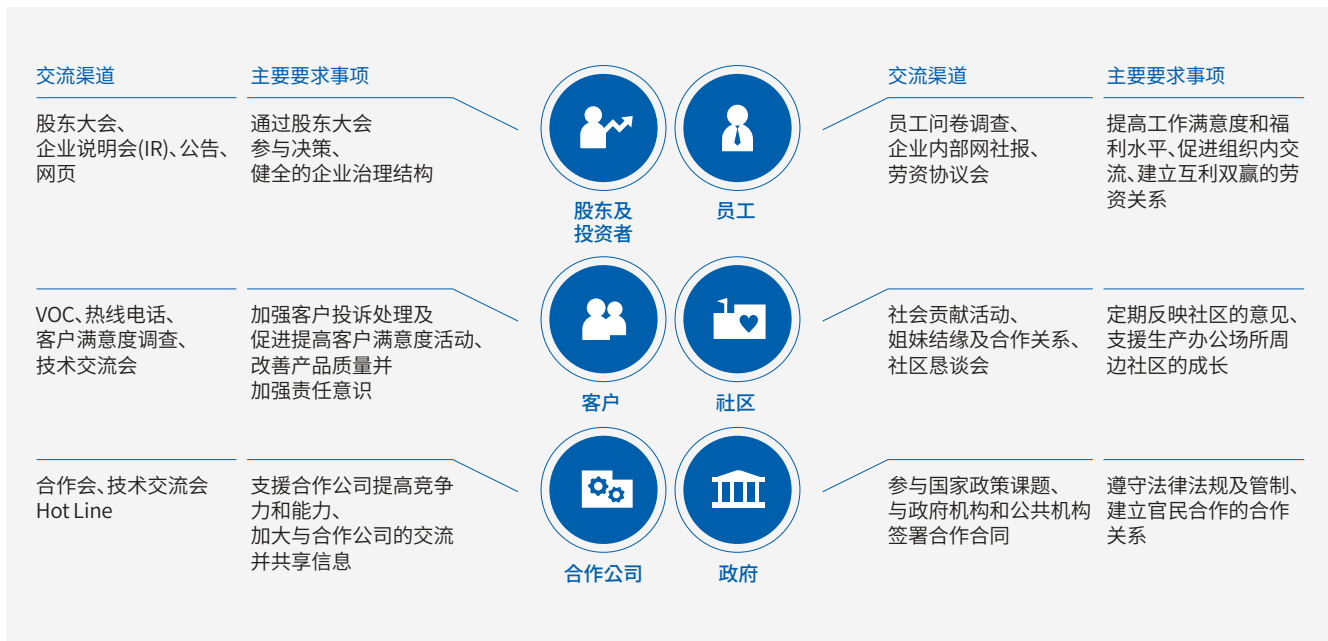 交流渠道
主要要求事项
股东大会、
企业说明会(IR)、公告、
网页
通过股东大会
参与决策、
健全的企业治理结构
股东及
投资者
员工
交流渠道
主要要求事项
员工问卷调查、
企业内部网社报、
劳资协议会
提高工作满意度和福
利水平、促进组织内交
流、建立互利双赢的劳
资关系
VOC、热线电话、
客户满意度调查、
技术交流会
加强客户投诉处理及
促进提高客户满意度活动、
改善产品质量并
加强责任意识
客户
社区
社会贡献活动、
姐妹结缘及合作关系、
社区恳谈会
定期反映社区的意见、
支援生产办公场所周
边社区的成长
合作会、技术交流会
Hot Line
支援合作公司提高竞争
力和能力、
加大与合作公司的交流
并共享信息
合作公司
政府
参与国家政策课题、
与政府机构和公共机构
签署合作合同
遵守法律法规及管制、
建立官民合作的合作
关系